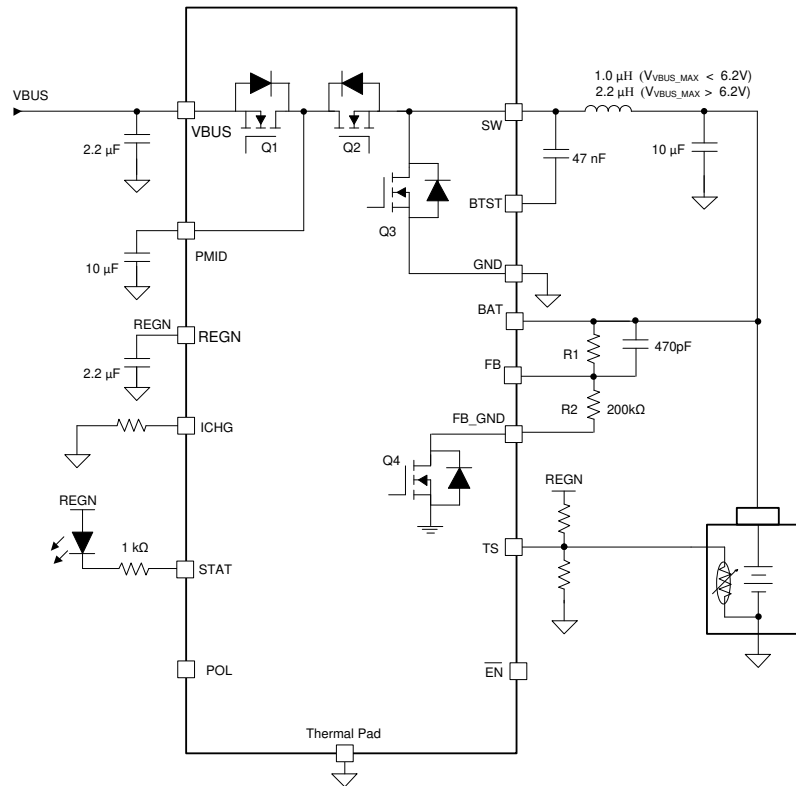 VBUS
2.2 µF
VBUS
Q1
Q2
SW
1.0 µH (VVBUS_MAX < 6.2V)
2.2 µH (VVBUS_MAX > 6.2V)
47 nF
10 µF
BTST
Q3
PMID
10 µF
GND
REGN
REGN
2.2 µF
BAT
R1
470pF
FB
R2
200kΩ
FB_GND
ICHG
Q4
REGN
REGN
1 kΩ
STAT
TS
POL
EN
Thermal Pad